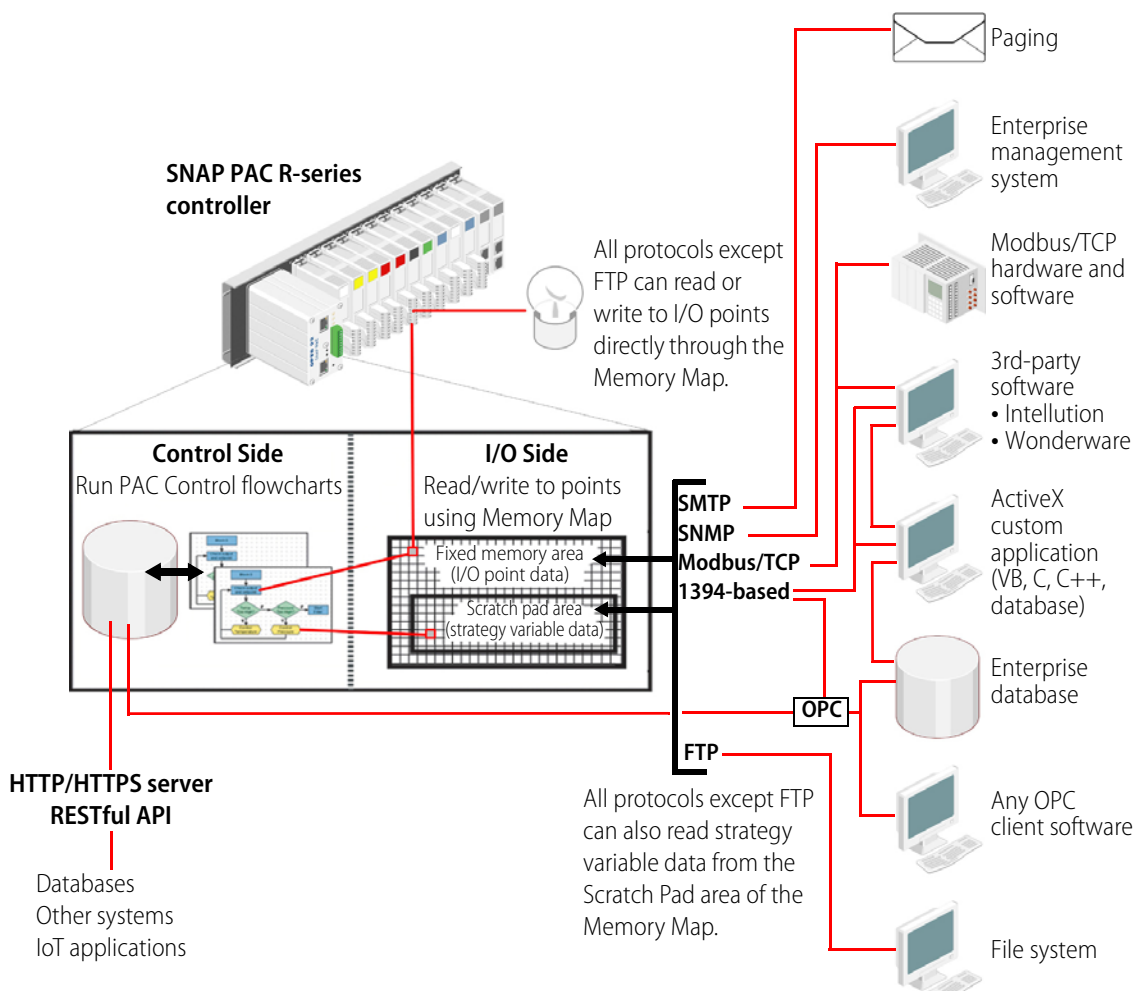 Paging
Enterprise
management
system
SNAP PAC R-series
controller
All protocols except
FTP can read or
write to I/O points
directly through the
Memory Map.
Modbus/TCP
hardware and
software
3rd-party
software
• Intellution
• Wonderware
Control Side
Run PAC Control flowcharts
I/O Side
Read/write to points
using Memory Map
Fixed memory area
(I/O point data)
Scratch pad area
(strategy variable data)
SMTP
SNMP
Modbus/TCP
1394-based
ActiveX
custom
application
(VB, C, C++,
database)
Enterprise
database
OPC
FTP
HTTP/HTTPS server
RESTful API
Databases
Other systems
IoT applications
All protocols except FTP
can also read strategy
variable data from the
Scratch Pad area of the
Memory Map.
Any OPC
client software
File system